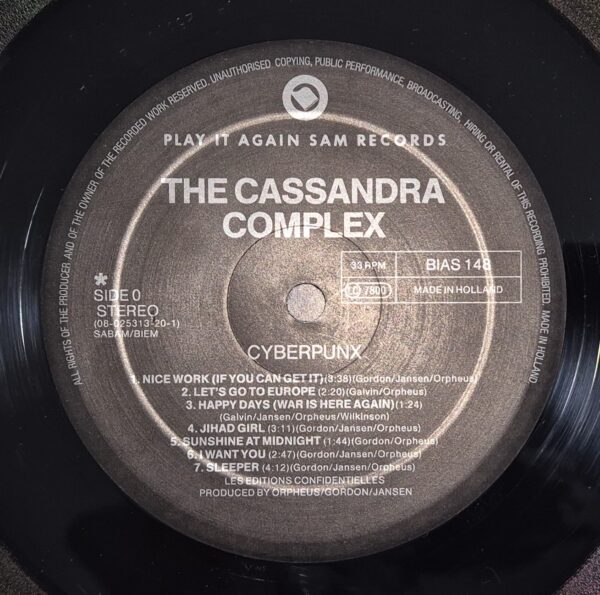 ALL RIGHTS OF THE PRODUCER AND OF THE OWNER OF THE RECORDED WORK RESERVED. UNAUTHORISED COPYING, PUBLIC PERFORMANCE, BROADCASTING, HIRING OR RENTAL OF THIS RECORDING PROHIBITED. MADE IN HOLLAND
PLAY IT AGAIN SAM RECORDS
THE CASSANDRA
COMPLEX
33 RPM BIAS 148
LC 7800 MADE IN HOLLAND
*
SIDE 0
STEREO
(08-025313-20-1)
SABAM/BIEM
CYBERPUNX
1. NICE WORK (IF YOU CAN GET IT) (3:38) (Gordon/Jansen/Orpheus)
2. LET'S GO TO EUROPE (2:20) (Galvin/Orpheus)
3. HAPPY DAYS (WAR IS HERE AGAIN) (1:24)
(Galvin/Jansen/Orpheus/Wilkinson)
4. JIHAD GIRL (3:11) (Gordon/Jansen/Orpheus)
5. SUNSHINE AT MIDNIGHT (1:44) (Gordon/Orpheus)
6. I WANT YOU (2:47) (Gordon/Jansen/Orpheus)
7. SLEEPER (4:12) (Gordon/Jansen/Orpheus)
LES EDITIONS CONFIDENTIELLES
PRODUCED BY ORPHEUS/GORDON/JANSEN